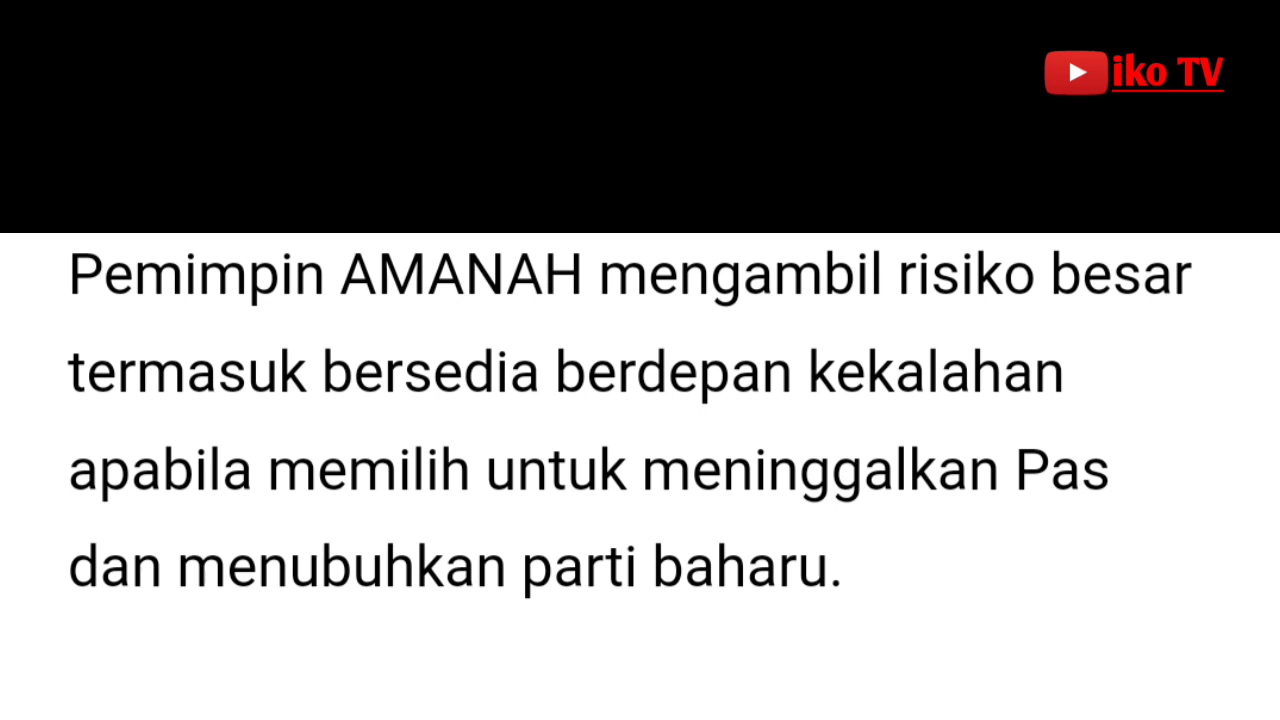 iko TV
Pemimpin AMANAH mengambil risiko besar
termasuk bersedia berdepan kekalahan
apabila memilih untuk meninggalkan Pas
dan menubuhkan parti baharu.